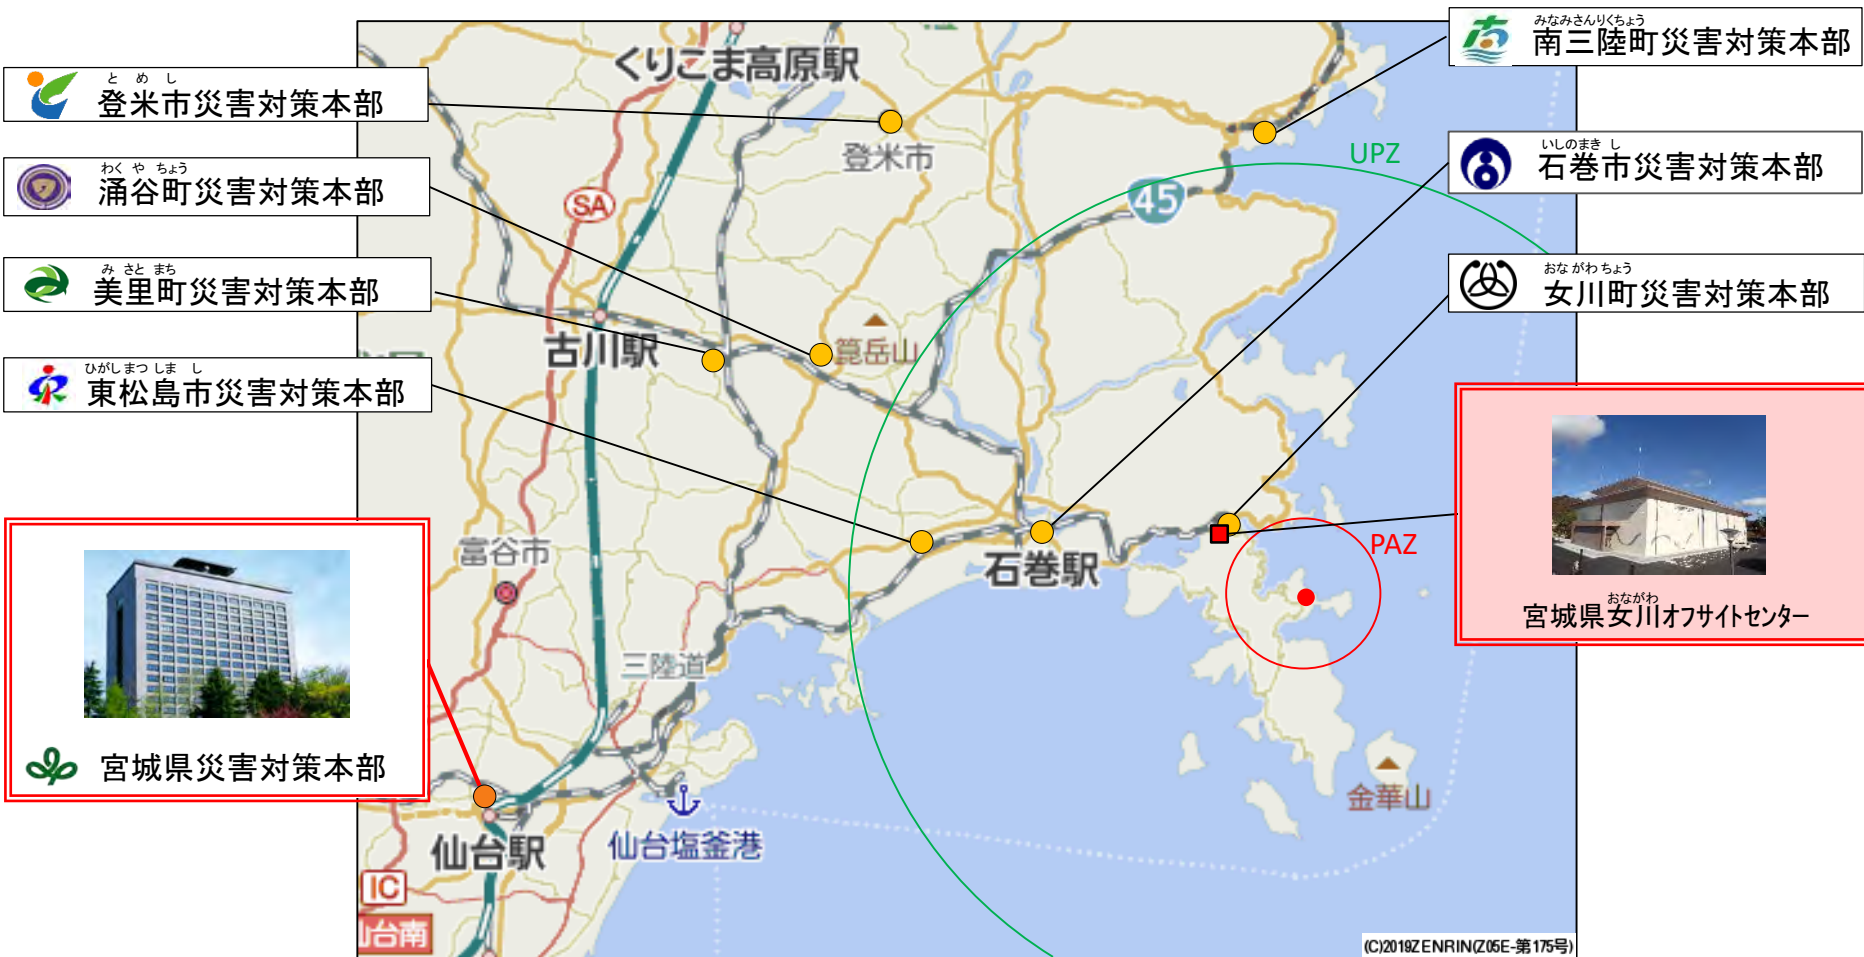 とめし
登米市災害対策本部
わくやちょう
涌谷町災害対策本部
みさとまち
美里町災害対策本部
ひがしまつしまし
東松島市災害対策本部
宮城県災害対策本部
みなみさんりくちょう
南三陸町災害対策本部
いしのまきし
石巻市災害対策本部
おながわちょう
女川町災害対策本部
おながわ
宮城県女川オフサイトセンター
くりこま高原駅
登米市
UPZ
45
SA
古川駅
箟岳山
富谷市
石巻駅
PAZ
三陸道
金華山
仙台駅
仙台塩釜港
IC
台南
(C)2019ZENRIN(Z05E-第175号)